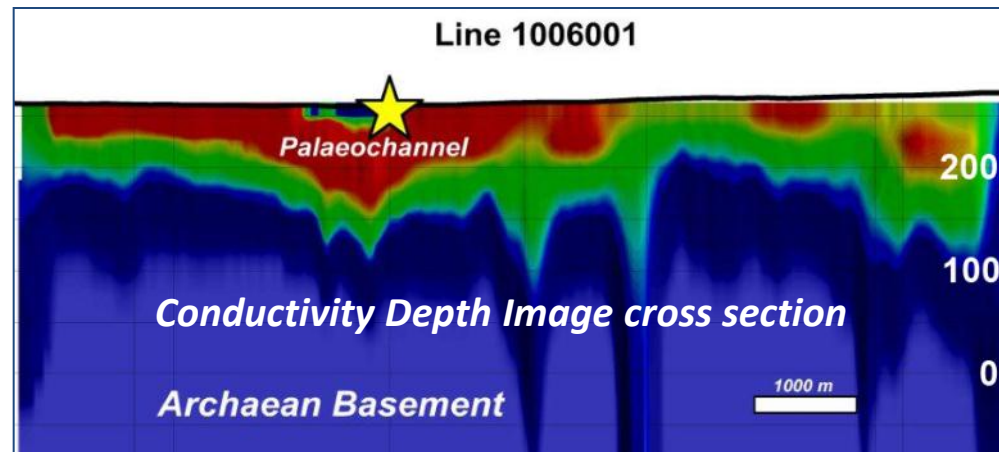 Line 1006001
Palaeochannel
200
100
Conductivity Depth Image cross section
0
1000 m
Archaean Basement